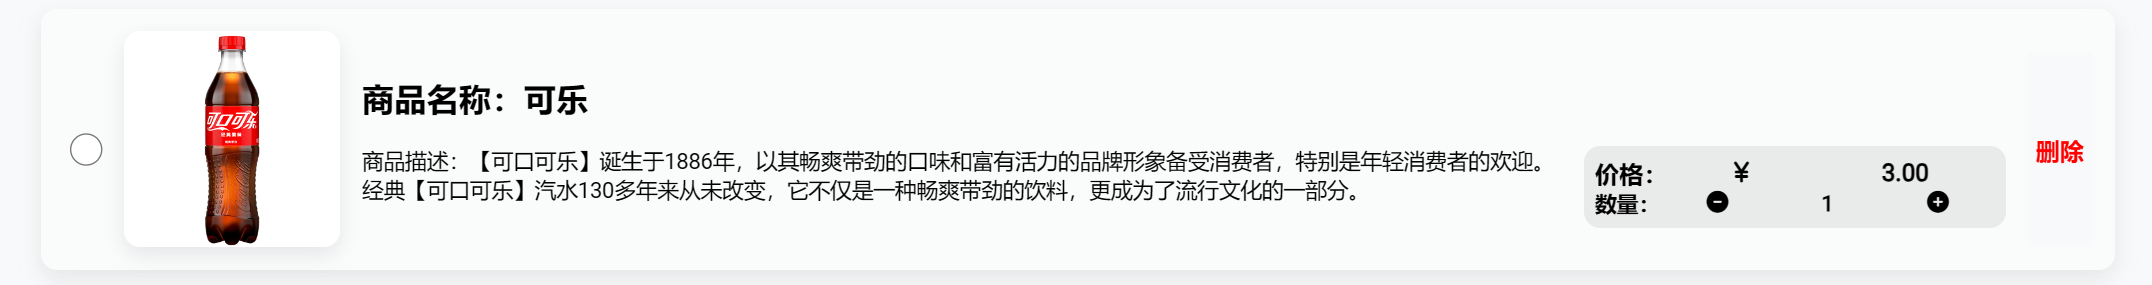 可口可乐
商品名称：可乐
商品描述：【可口可乐】诞生于1886年，以其畅爽带劲的口味和富有活力的品牌形象备受消费者，特别是年轻消费者的欢迎。
经典【可口可乐】汽水130多年来从未改变，它不仅是一种畅爽带劲的饮料，更成为了流行文化的一部分。
价格： ¥ 3.00
数量： 1
删除